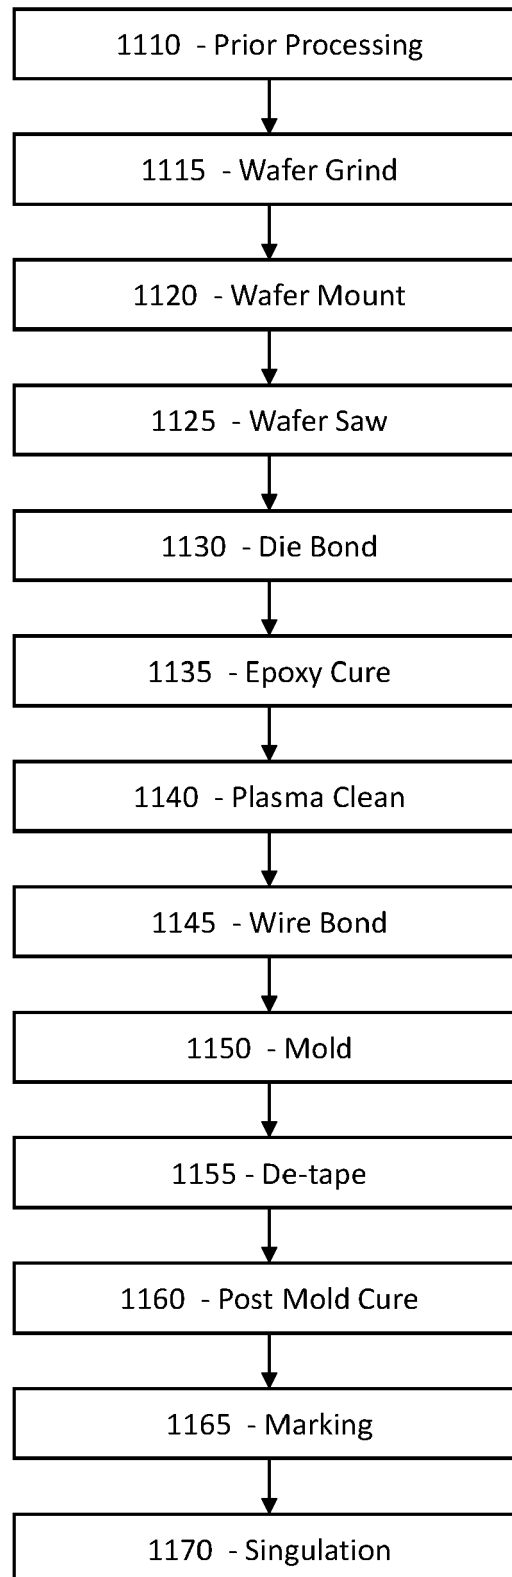 1110 - Prior Processing
1115 - Wafer Grind
1120 - Wafer Mount
1125 - Wafer Saw
1130 - Die Bond
1135 - Epoxy Cure
1140 - Plasma Clean
1145 - Wire Bond
1150 - Mold
1155 - De-tape
1160 - Post Mold Cure
1165 - Marking
1170 - Singulation